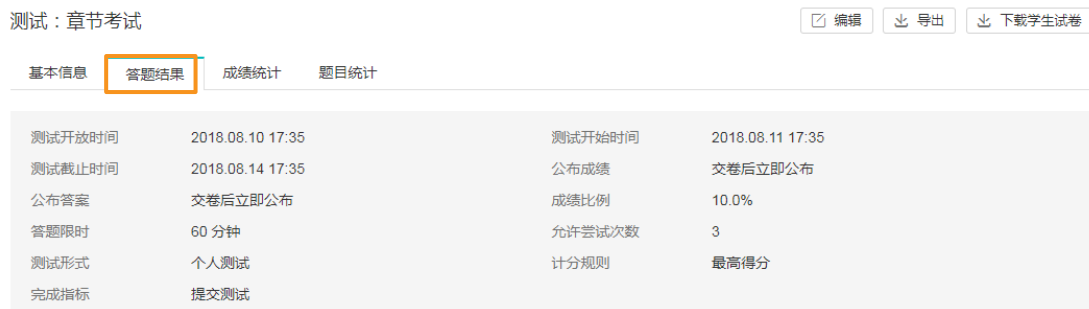 测试：章节考试 编辑 导出 下载学生试卷
基本信息 答题结果 成绩统计 题目统计
测试开放时间 2018.08.10 17:35 测试开始时间 2018.08.11 17:35
测试截止时间 2018.08.14 17:35 公布成绩 交卷后立即公布
公布答案 交卷后立即公布 成绩比例 10.0%
答题限时 60 分钟 允许尝试次数 3
测试形式 个人测试 计分规则 最高得分
完成指标 提交测试